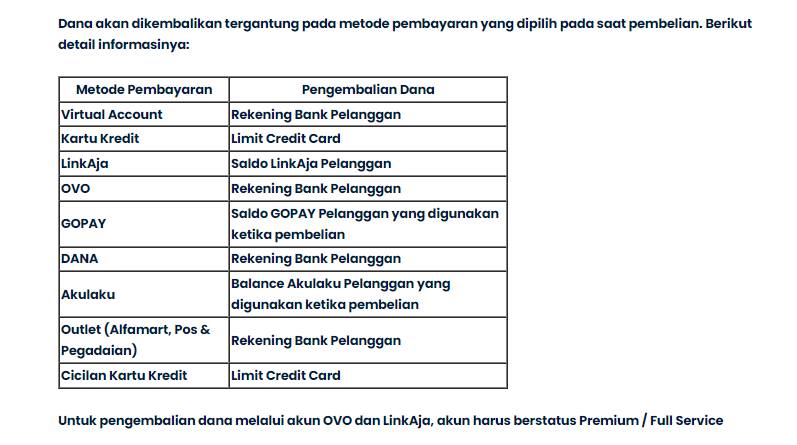 Dana akan dikembalikan tergantung pada metode pembayaran yang dipilih pada saat pembelian. Berikut
detail informasinya:
Metode Pembayaran Pengembalian Dana
Virtual Account Rekening Bank Pelanggan
Kartu Kredit Limit Credit Card
LinkAja Saldo LinkAja Pelanggan
OVO Rekening Bank Pelanggan
GOPAY Saldo GOPAY Pelanggan yang digunakan
ketika pembelian
DANA Rekening Bank Pelanggan
Akulaku Balance Akulaku Pelanggan yang
digunakan ketika pembelian
Outlet (Alfamart, Pos &
Pegadaian) Rekening Bank Pelanggan
Cicilan Kartu Kredit Limit Credit Card
Untuk pengembalian dana melalui akun OVO dan LinkAja, akun harus berstatus Premium / Full Service